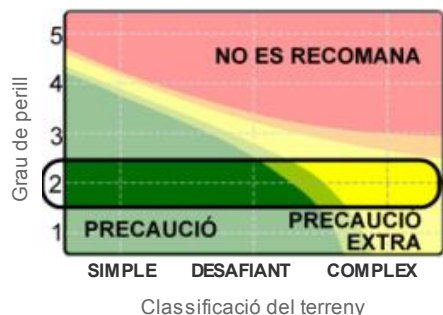 Grau de perill
5
4
3
2
1
NO ES RECOMANA
PRECAUCIÓ
PRECAUCIÓ
EXTRA
SIMPLE DESAFIANT COMPLEX
Classificació del terreny